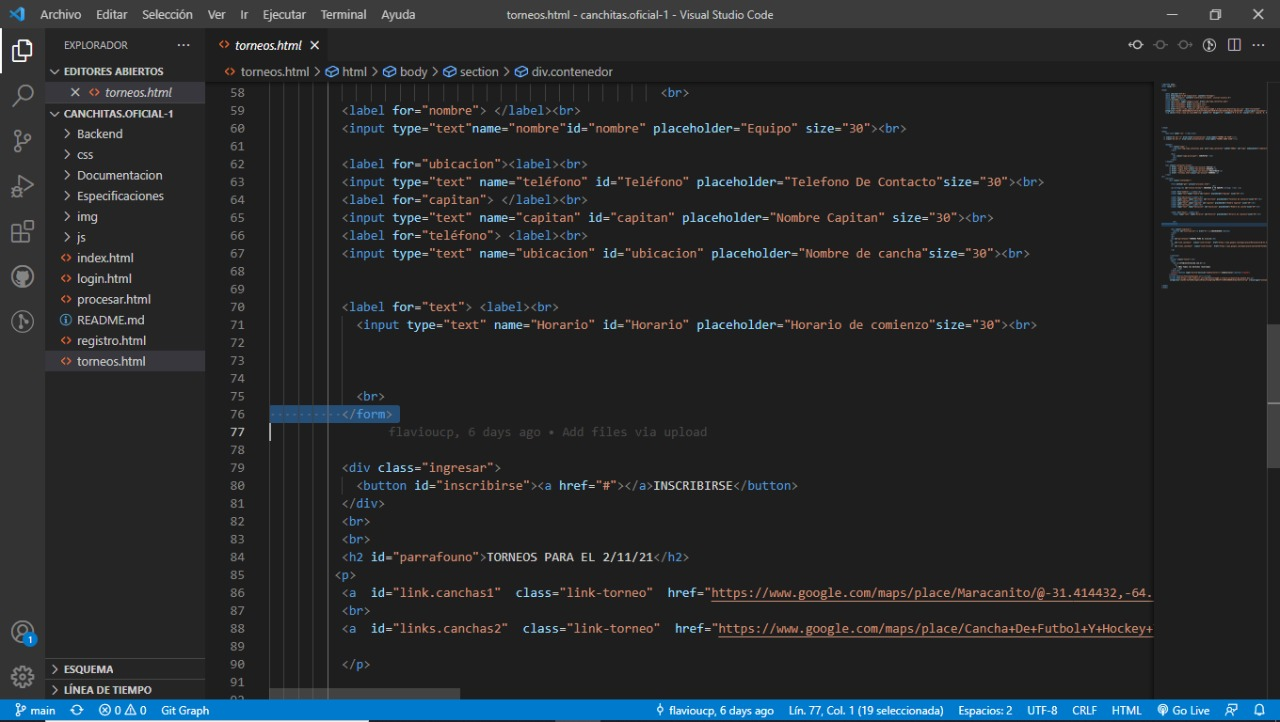 Archivo Editar Selección Ver Ir Ejecutar Terminal Ayuda torneos.html - canchitas.oficial-1 - Visual Studio Code
EXPLORADOR
EDITORES ABIERTOS
torneos.html
CANCHITAS.OFICIAL-1
Backend
css
Documentacion
Especificaciones
img
js
index.html
login.html
procesar.html
README.md
registro.html
torneos.html
ESQUEMA
LÍNEA DE TIEMPO
1
torneos.html
torneos.html > html > body > section > div.contenedor
58 <br>
59 <label for="nombre"> </label><br>
60 <input type="text"name="nombre"id="nombre" placeholder="Equipo" size="30"><br>
61
62 <label for="ubicacion"><label><br>
63 <input type="text" name="teléfono" id="Teléfono" placeholder="Telefono De Contacto"size="30"><br>
64 <label for="capitan"> </label><br>
65 <input type="text" name="capitan" id="capitan" placeholder="Nombre Capitan" size="30"><br>
66 <label for="teléfono"> <label><br>
67 <input type="text" name="ubicacion" id="ubicacion" placeholder="Nombre de cancha"size="30"><br>
68
69
70 <label for="text"> <label><br>
71 <input type="text" name="Horario" id="Horario" placeholder="Horario de comienzo"size="30"><br>
72
73
74
75 <br>
76 </form>
77 flavioucp, 6 days ago • Add files via upload
78
79 <div class="ingresar">
80 <button id="inscribirse"><a href="#"></a>INSCRIBIRSE</button>
81 </div>
82 <br>
83 <br>
84 <h2 id="parrafouno">TORNEOS PARA EL 2/11/21</h2>
85 <p>
86 <a id="link.canchas1" class="link-torneo" href="https://www.google.com/maps/place/Maracanito/@-31.414432,-64.
87 <br>
88 <a id="links.canchas2" class="link-torneo" href="https://www.google.com/maps/place/Cancha+De+Futbol+Y+Hockey+
89
90 </p>
91
main 0 0 Git Graph flavioucp, 6 days ago Lín. 77, Col. 1 (19 seleccionada) Espacios: 2 UTF-8 CRLF HTML Go Live